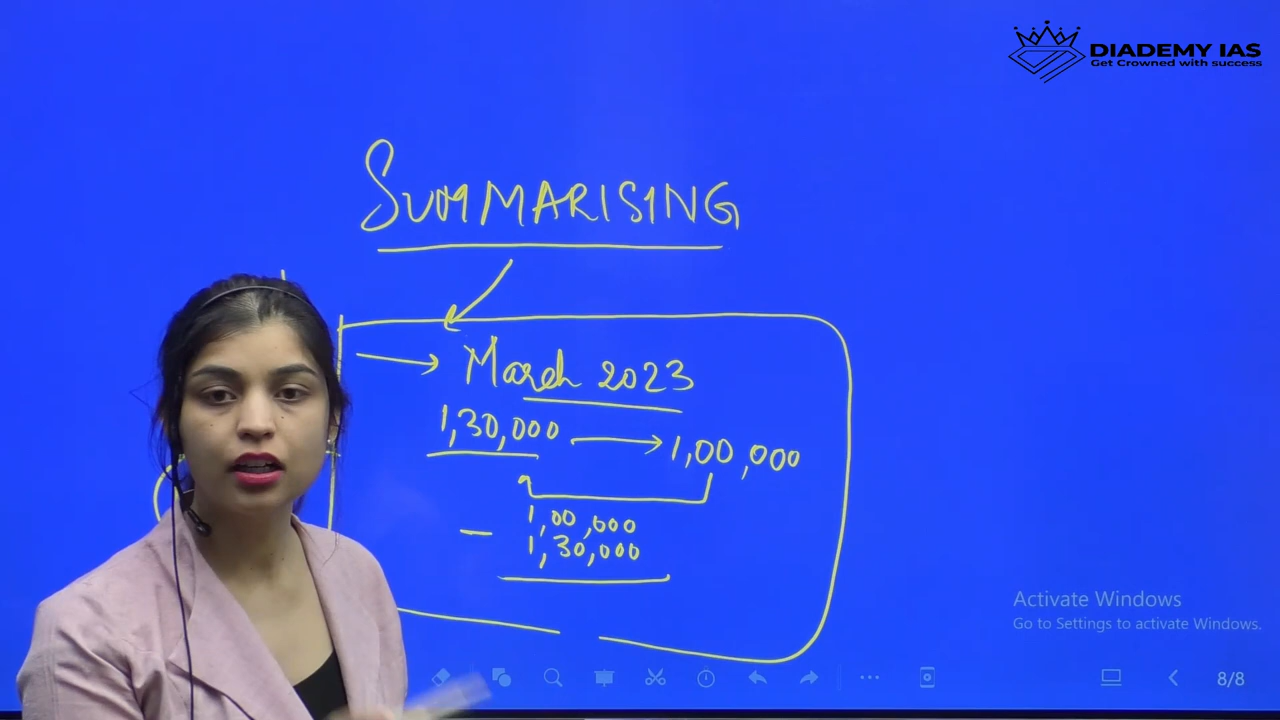 DIADEMY IAS
Get Crowned with success
SUMMARISING
March 2023
1,30,000 → 1,00,000
1,00,000
- 1,30,000
Activate Windows
Go to Settings to activate Windows.
8/8